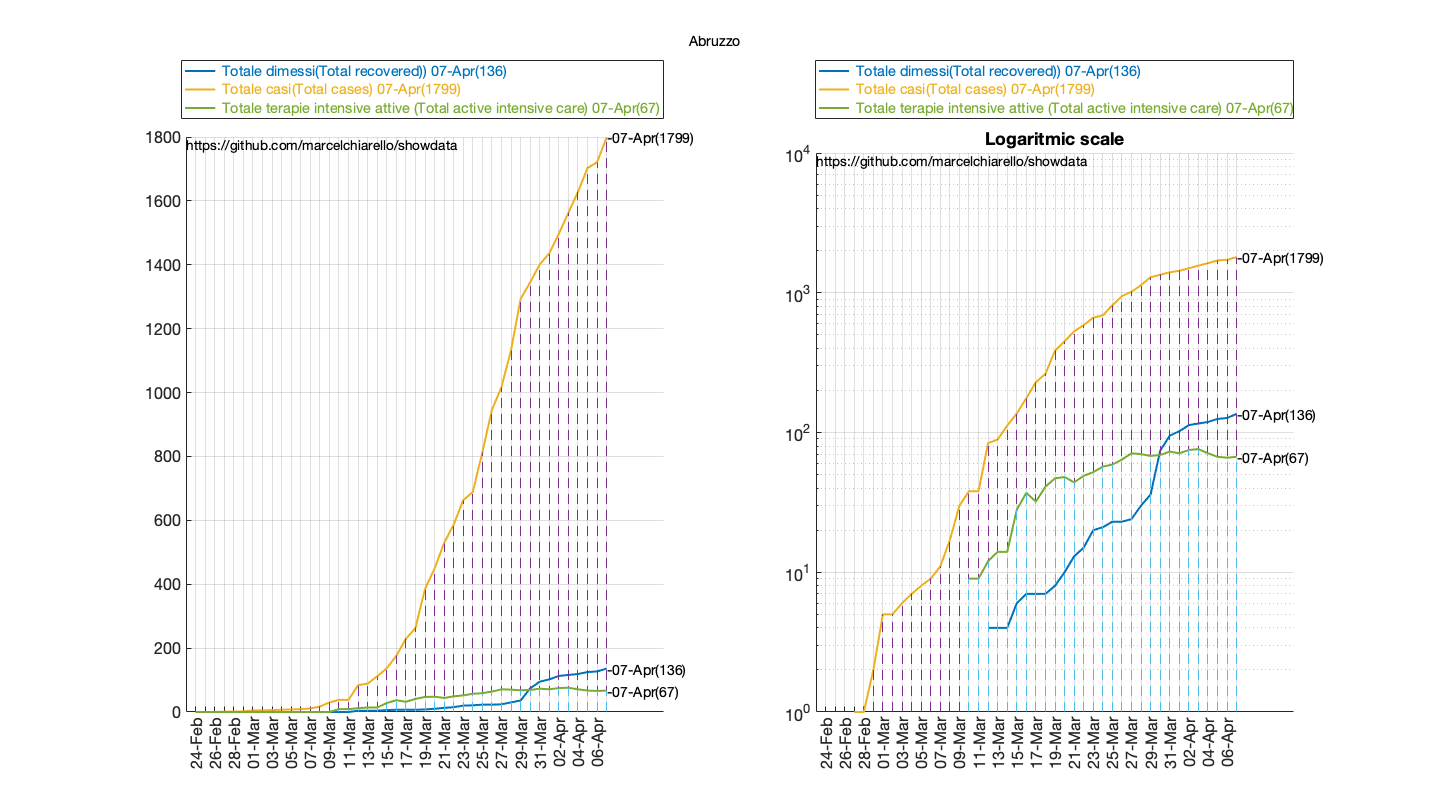 Abruzzo
Totale dimessi(Total recovered)) 07-Apr(136)
Totale casi(Total cases) 07-Apr(1799)
Totale terapie intensive attive (Total active intensive care) 07-Apr(67)
https://github.com/marcelchiarello/showdata
1800
1600
1400
1200
1000
800
600
400
200
0
-07-Apr(1799)
-07-Apr(136)
-07-Apr(67)
24-Feb
26-Feb
28-Feb
01-Mar
03-Mar
05-Mar
07-Mar
09-Mar
11-Mar
13-Mar
15-Mar
17-Mar
19-Mar
21-Mar
23-Mar
25-Mar
27-Mar
29-Mar
31-Mar
02-Apr
04-Apr
06-Apr
Totale dimessi(Total recovered)) 07-Apr(136)
Totale casi(Total cases) 07-Apr(1799)
Totale terapie intensive attive (Total active intensive care) 07-Apr(67)
Logaritmic scale
https://github.com/marcelchiarello/showdata
10^4
10^3
10^2
10^1
10^0
-07-Apr(1799)
-07-Apr(136)
-07-Apr(67)
24-Feb
26-Feb
28-Feb
01-Mar
03-Mar
05-Mar
07-Mar
09-Mar
11-Mar
13-Mar
15-Mar
17-Mar
19-Mar
21-Mar
23-Mar
25-Mar
27-Mar
29-Mar
31-Mar
02-Apr
04-Apr
06-Apr